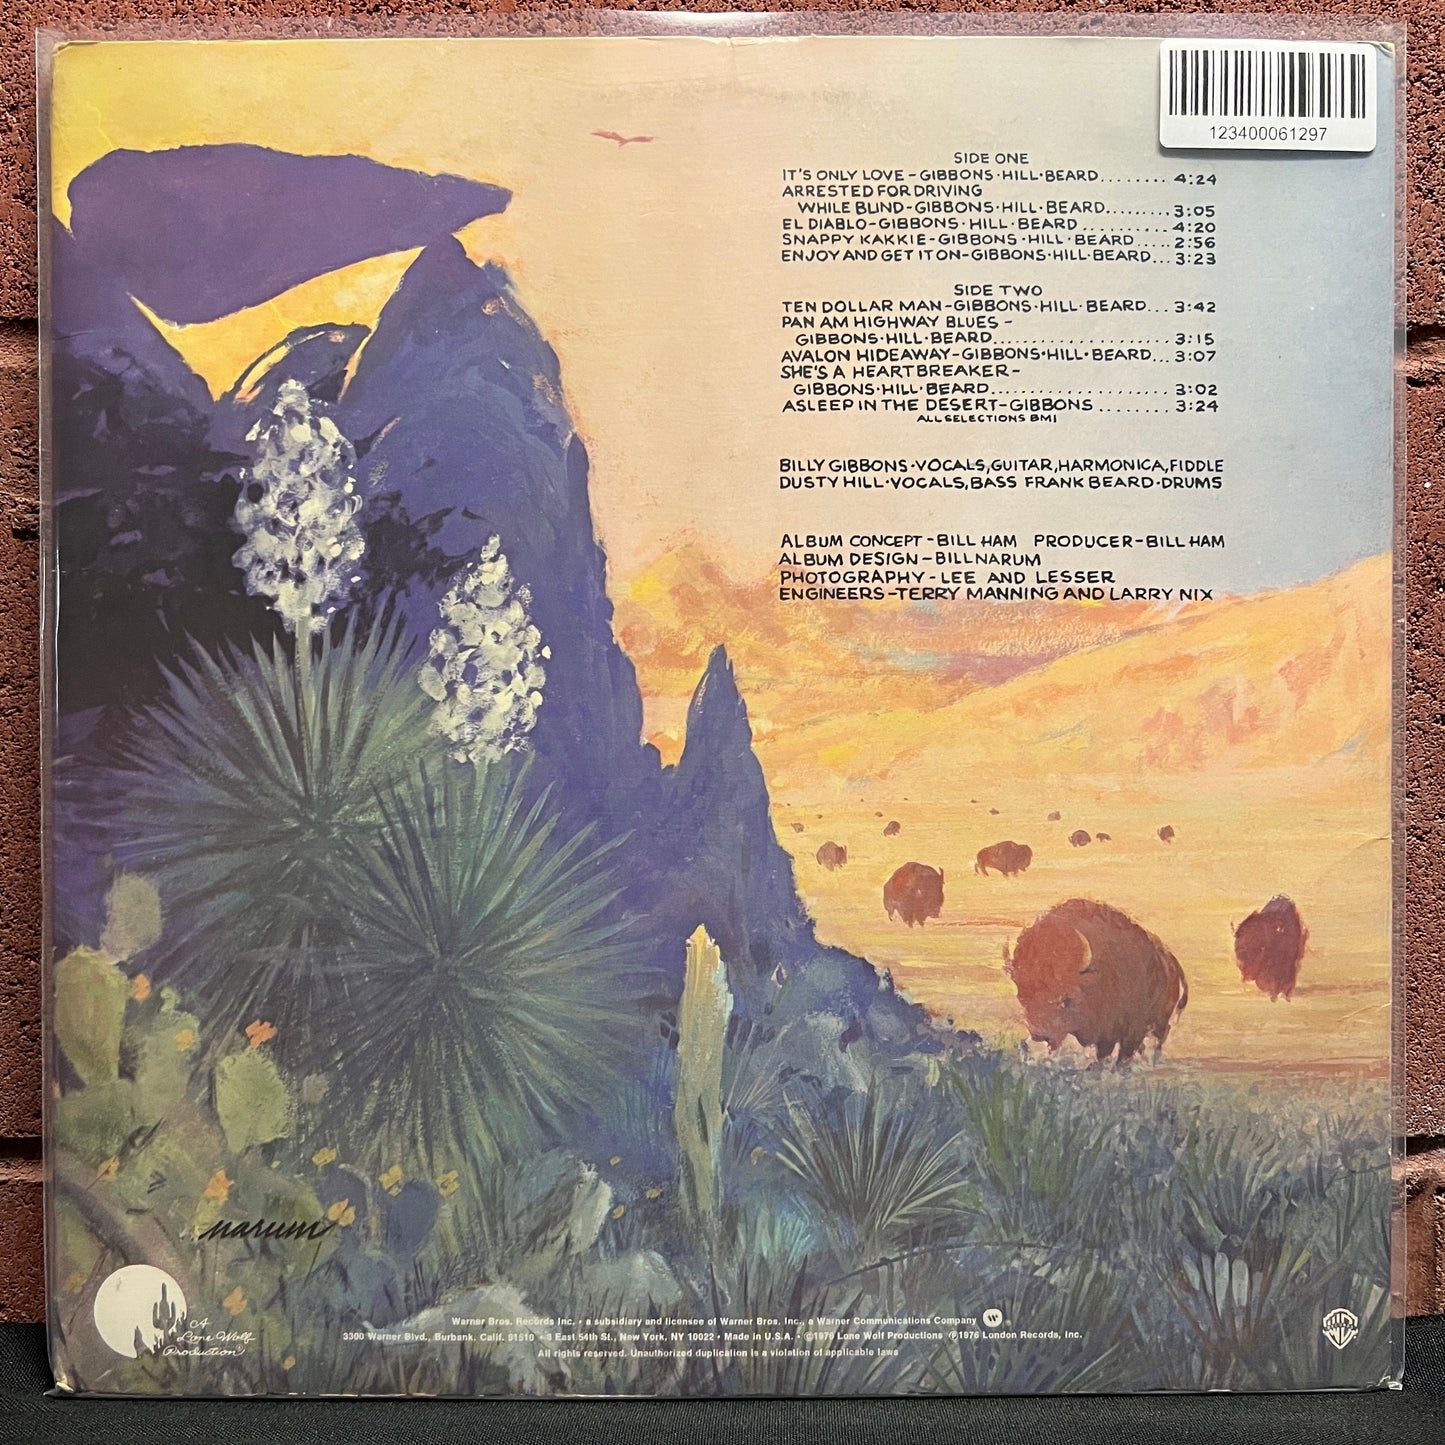 123400061297
SIDE ONE
IT'S ONLY LOVE-GIBBONS·HILL·BEARD........ 4:24
ARRESTED FOR DRIVING
WHILE BLIND-GIBBONS·HILL·BEARD.........3:05
EL DIABLO-GIBBONS·HILL·BEARD .......... 4:20
SNAPPY KAKKIE-GIBBONS·HILL·BEARD..... 2:56
ENJOY AND GET IT ON-GIBBONS·HILL·BEARD... 3:23
SIDE TWO
TEN DOLLAR MAN-GIBBONS·HILL·BEARD... 3:42
PAN AM HIGHWAY BLUES-
GIBBONS·HILL·BEARD..................... 3:15
AVALON HIDEAWAY-GIBBONS·HILL·BEARD... 3:07
SHE'S A HEARTBREAKER-
GIBBONS·HILL·BEARD..................... 3:02
ASLEEP IN THE DESERT-GIBBONS ........ 3:24
ALL SELECTIONS BMI
BILLY GIBBONS·VOCALS, GUITAR, HARMONICA, FIDDLE
DUSTY HILL·VOCALS, BASS FRANK BEARD·DRUMS
ALBUM CONCEPT-BILL HAM PRODUCER-BILL HAM
ALBUM DESIGN-BILL NARUM
PHOTOGRAPHY-LEE AND LESSER
ENGINEERS-TERRY MANNING AND LARRY NIX
narum
A
Lone Wolf
Production
Warner Bros. Records Inc. • a subsidiary and licensee of Warner Bros. Inc., a Warner Communications Company ®.
3300 Warner Blvd., Burbank, Calif. 91510 • 3 East 54th St., New York, NY 10022 • Made in U.S.A. • ©1976 Lone Wolf Productions ℗1976 London Records, Inc.
All rights reserved. Unauthorized duplication is a violation of applicable laws